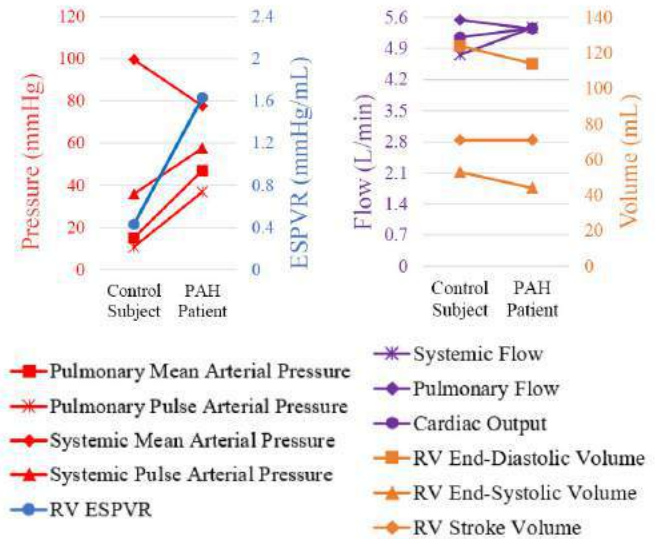 Pressure (mmHg)
120
100
80
60
40
20
0
2.4
2
1.6
1.2
0.8
0.4
0
ESPVR (mmHg/mL)
Control
Subject
PAH
Patient
Flow (L/min)
5.6
4.9
4.2
3.5
2.8
2.1
1.4
0.7
0
140
120
100
80
60
40
20
0
Volume (mL)
Control
Subject
PAH
Patient
Pulmonary Mean Arterial Pressure
Pulmonary Pulse Arterial Pressure
Systemic Mean Arterial Pressure
Systemic Pulse Arterial Pressure
RV ESPVR
Systemic Flow
Pulmonary Flow
Cardiac Output
RV End-Diastolic Volume
RV End-Systolic Volume
RV Stroke Volume